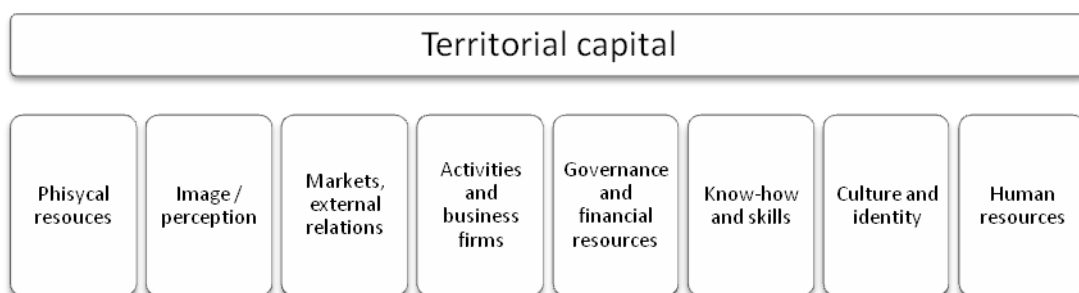 Territorial capital
Phisycal
resouces
Image /
perception
Markets,
external
relations
Activities
and
business
firms
Governance
and
financial
resources
Know-how
and skills
Culture and
identity
Human
resources